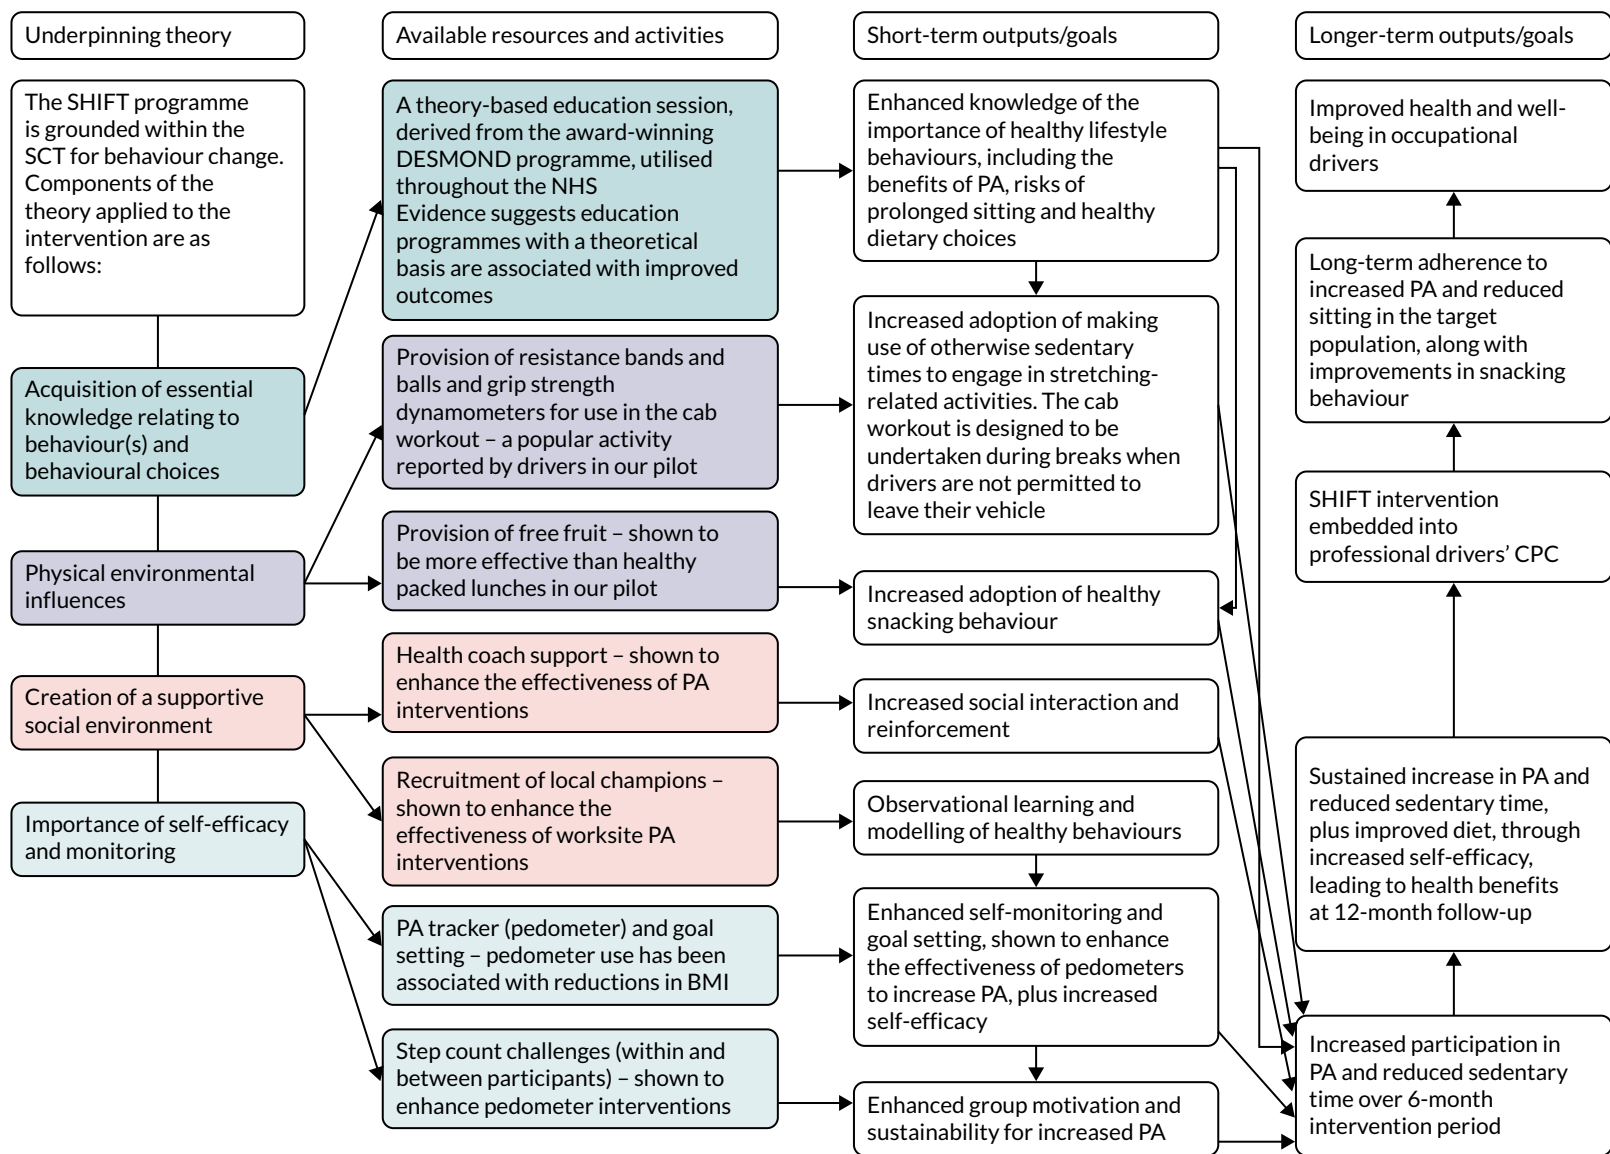 Underpinning theory
The SHIFT programme
is grounded within the
SCT for behaviour change.
Components of the
theory applied to the
intervention are as
follows:
Acquisition of essential
knowledge relating to
behaviour(s) and
behavioural choices
Physical environmental
influences
Creation of a supportive
social environment
Importance of self-efficacy
and monitoring
Available resources and activities
A theory-based education session,
derived from the award-winning
DESMOND programme, utilised
throughout the NHS
Evidence suggests education
programmes with a theoretical
basis are associated with improved
outcomes
Provision of resistance bands and
balls and grip strength
dynamometers for use in the cab
workout – a popular activity
reported by drivers in our pilot
Provision of free fruit – shown to
be more effective than healthy
packed lunches in our pilot
Health coach support – shown to
enhance the effectiveness of PA
interventions
Recruitment of local champions –
shown to enhance the
effectiveness of worksite PA
interventions
PA tracker (pedometer) and goal
setting – pedometer use has been
associated with reductions in BMI
Step count challenges (within and
between participants) – shown to
enhance pedometer interventions
Short-term outputs/goals
Enhanced knowledge of the
importance of healthy lifestyle
behaviours, including the
benefits of PA, risks of
prolonged sitting and healthy
dietary choices
Increased adoption of making
use of otherwise sedentary
times to engage in stretching-
related activities. The cab
workout is designed to be
undertaken during breaks when
drivers are not permitted to
leave their vehicle
Increased adoption of healthy
snacking behaviour
Increased social interaction and
reinforcement
Observational learning and
modelling of healthy behaviours
Enhanced self-monitoring and
goal setting, shown to enhance
the effectiveness of pedometers
to increase PA, plus increased
self-efficacy
Enhanced group motivation and
sustainability for increased PA
Longer-term outputs/goals
Improved health and well-
being in occupational
drivers
Long-term adherence to
increased PA and reduced
sitting in the target
population, along with
improvements in snacking
behaviour
SHIFT intervention
embedded into
professional drivers’ CPC
Sustained increase in PA and
reduced sedentary time,
plus improved diet, through
increased self-efficacy,
leading to health benefits
at 12-month follow-up
Increased participation in
PA and reduced sedentary
time over 6-month
intervention period